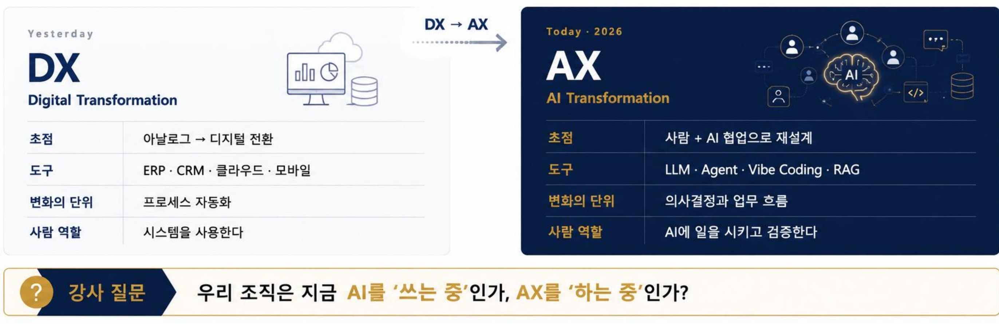 Yesterday
DX
Digital Transformation
초점 아날로그 → 디지털 전환
도구 ERP · CRM · 클라우드 · 모바일
변화의 단위 프로세스 자동화
사람 역할 시스템을 사용한다
DX → AX
Today · 2026
AX
AI Transformation
AI
</>
초점 사람 + AI 협업으로 재설계
도구 LLM · Agent · Vibe Coding · RAG
변화의 단위 의사결정과 업무 흐름
사람 역할 AI에 일을 시키고 검증한다
? 강사 질문 우리 조직은 지금 AI를 ‘쓰는 중’인가, AX를 ‘하는 중’인가?